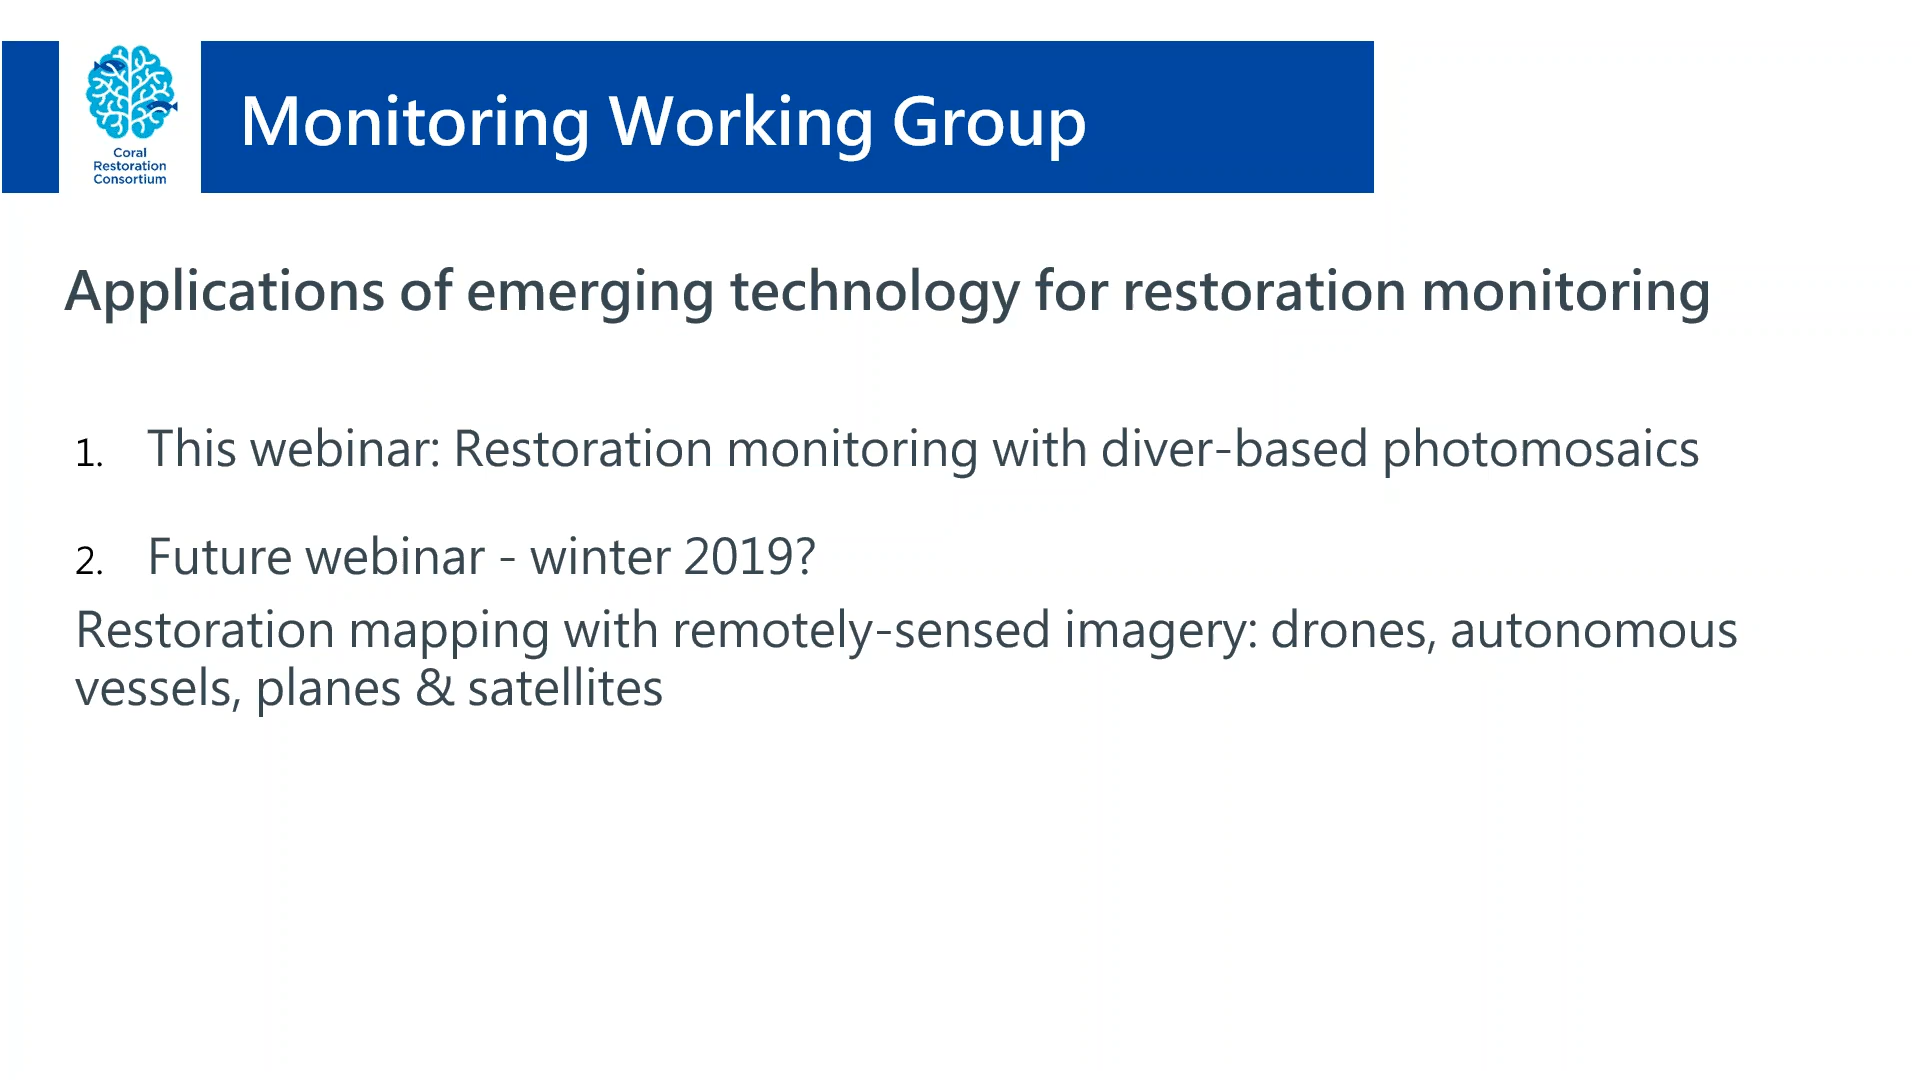 Coral
Restoration
Consortium
Monitoring Working Group
Applications of emerging technology for restoration monitoring
1. This webinar: Restoration monitoring with diver-based photomosaics
2. Future webinar - winter 2019?
Restoration mapping with remotely-sensed imagery: drones, autonomous
vessels, planes & satellites